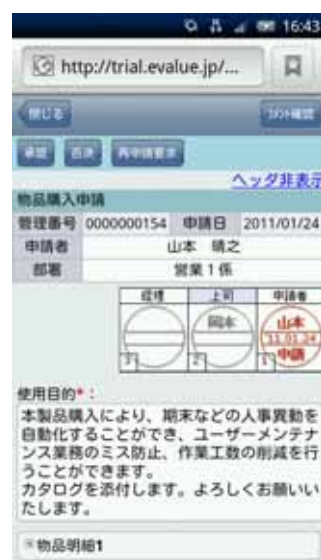 16:43
http://trial.evalue.jp/...
閉じる
コメント確認
承認 否決 再申請要求
ヘッダ非表示
物品購入申請
管理番号 0000000154 申請日 2011/01/24
申請者 山本 晴之
部署 営業1係
経理 上司 申請者
岡本 山本
11.01.24
3 2 1 申請
使用目的*：
本製品購入により、期末などの人事異動を
自動化することができ、ユーザーメンテナ
ンス業務のミス防止、作業工数の削減を行
うことができます。
カタログを添付します。よろしくお願いい
たします。
物品明細1